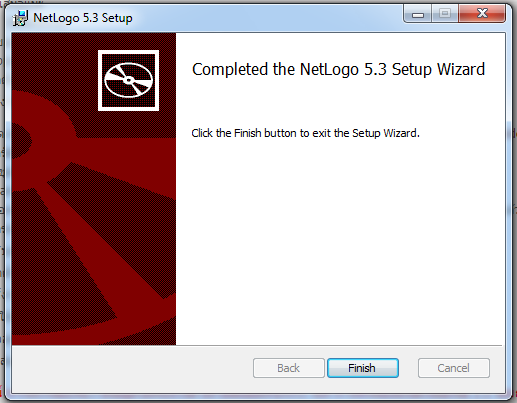 NetLogo 5.3 Setup
Completed the NetLogo 5.3 Setup Wizard
Click the Finish button to exit the Setup Wizard.
Back
Finish
Cancel